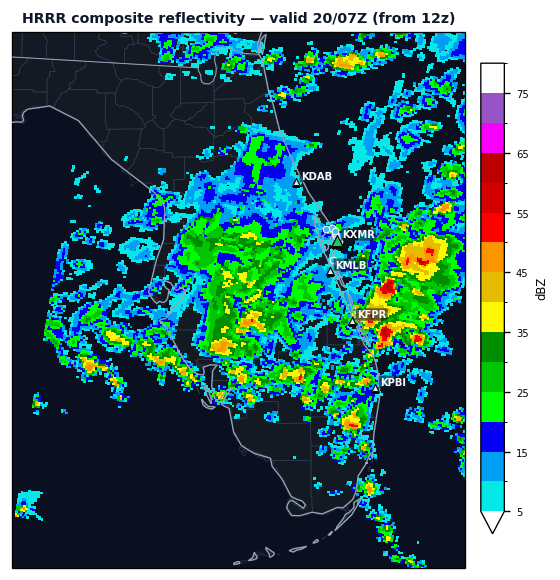 HRRR composite reflectivity — valid 20/07Z (from 12z)
KDAB
KXMR
KMLB
KFPR
KPBI
75
65
55
45
35
25
15
5
dBZ